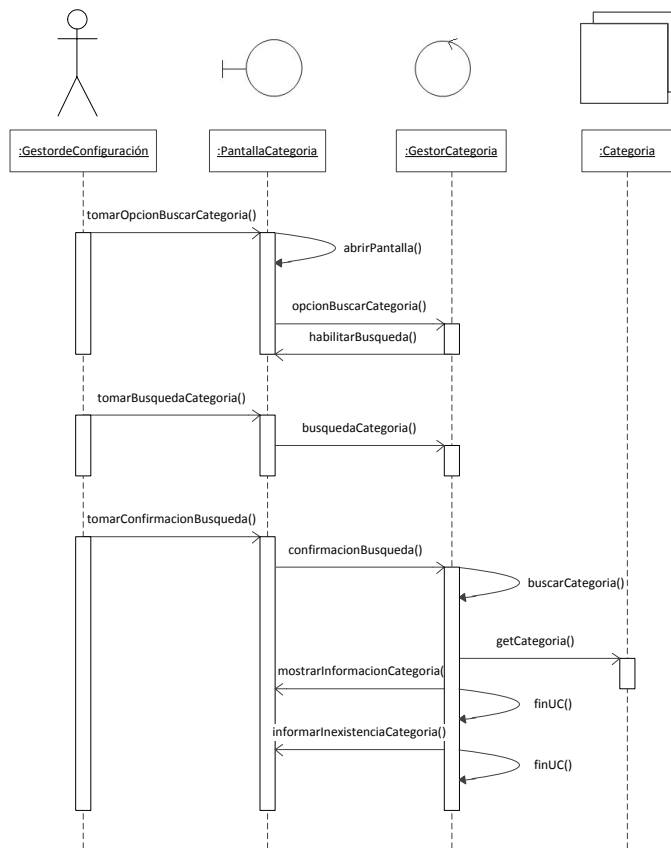 :GestordeConfiguración
:PantallaCategoria
:GestorCategoria
:Categoria
tomarOpcionBuscarCategoria()
abrirPantalla()
opcionBuscarCategoria()
habilitarBusqueda()
tomarBusquedaCategoria()
busquedaCategoria()
tomarConfirmacionBusqueda()
confirmacionBusqueda()
buscarCategoria()
getCategoria()
mostrarInformacionCategoria(
finUC()
informarInexistenciaCategoria()
finUC()